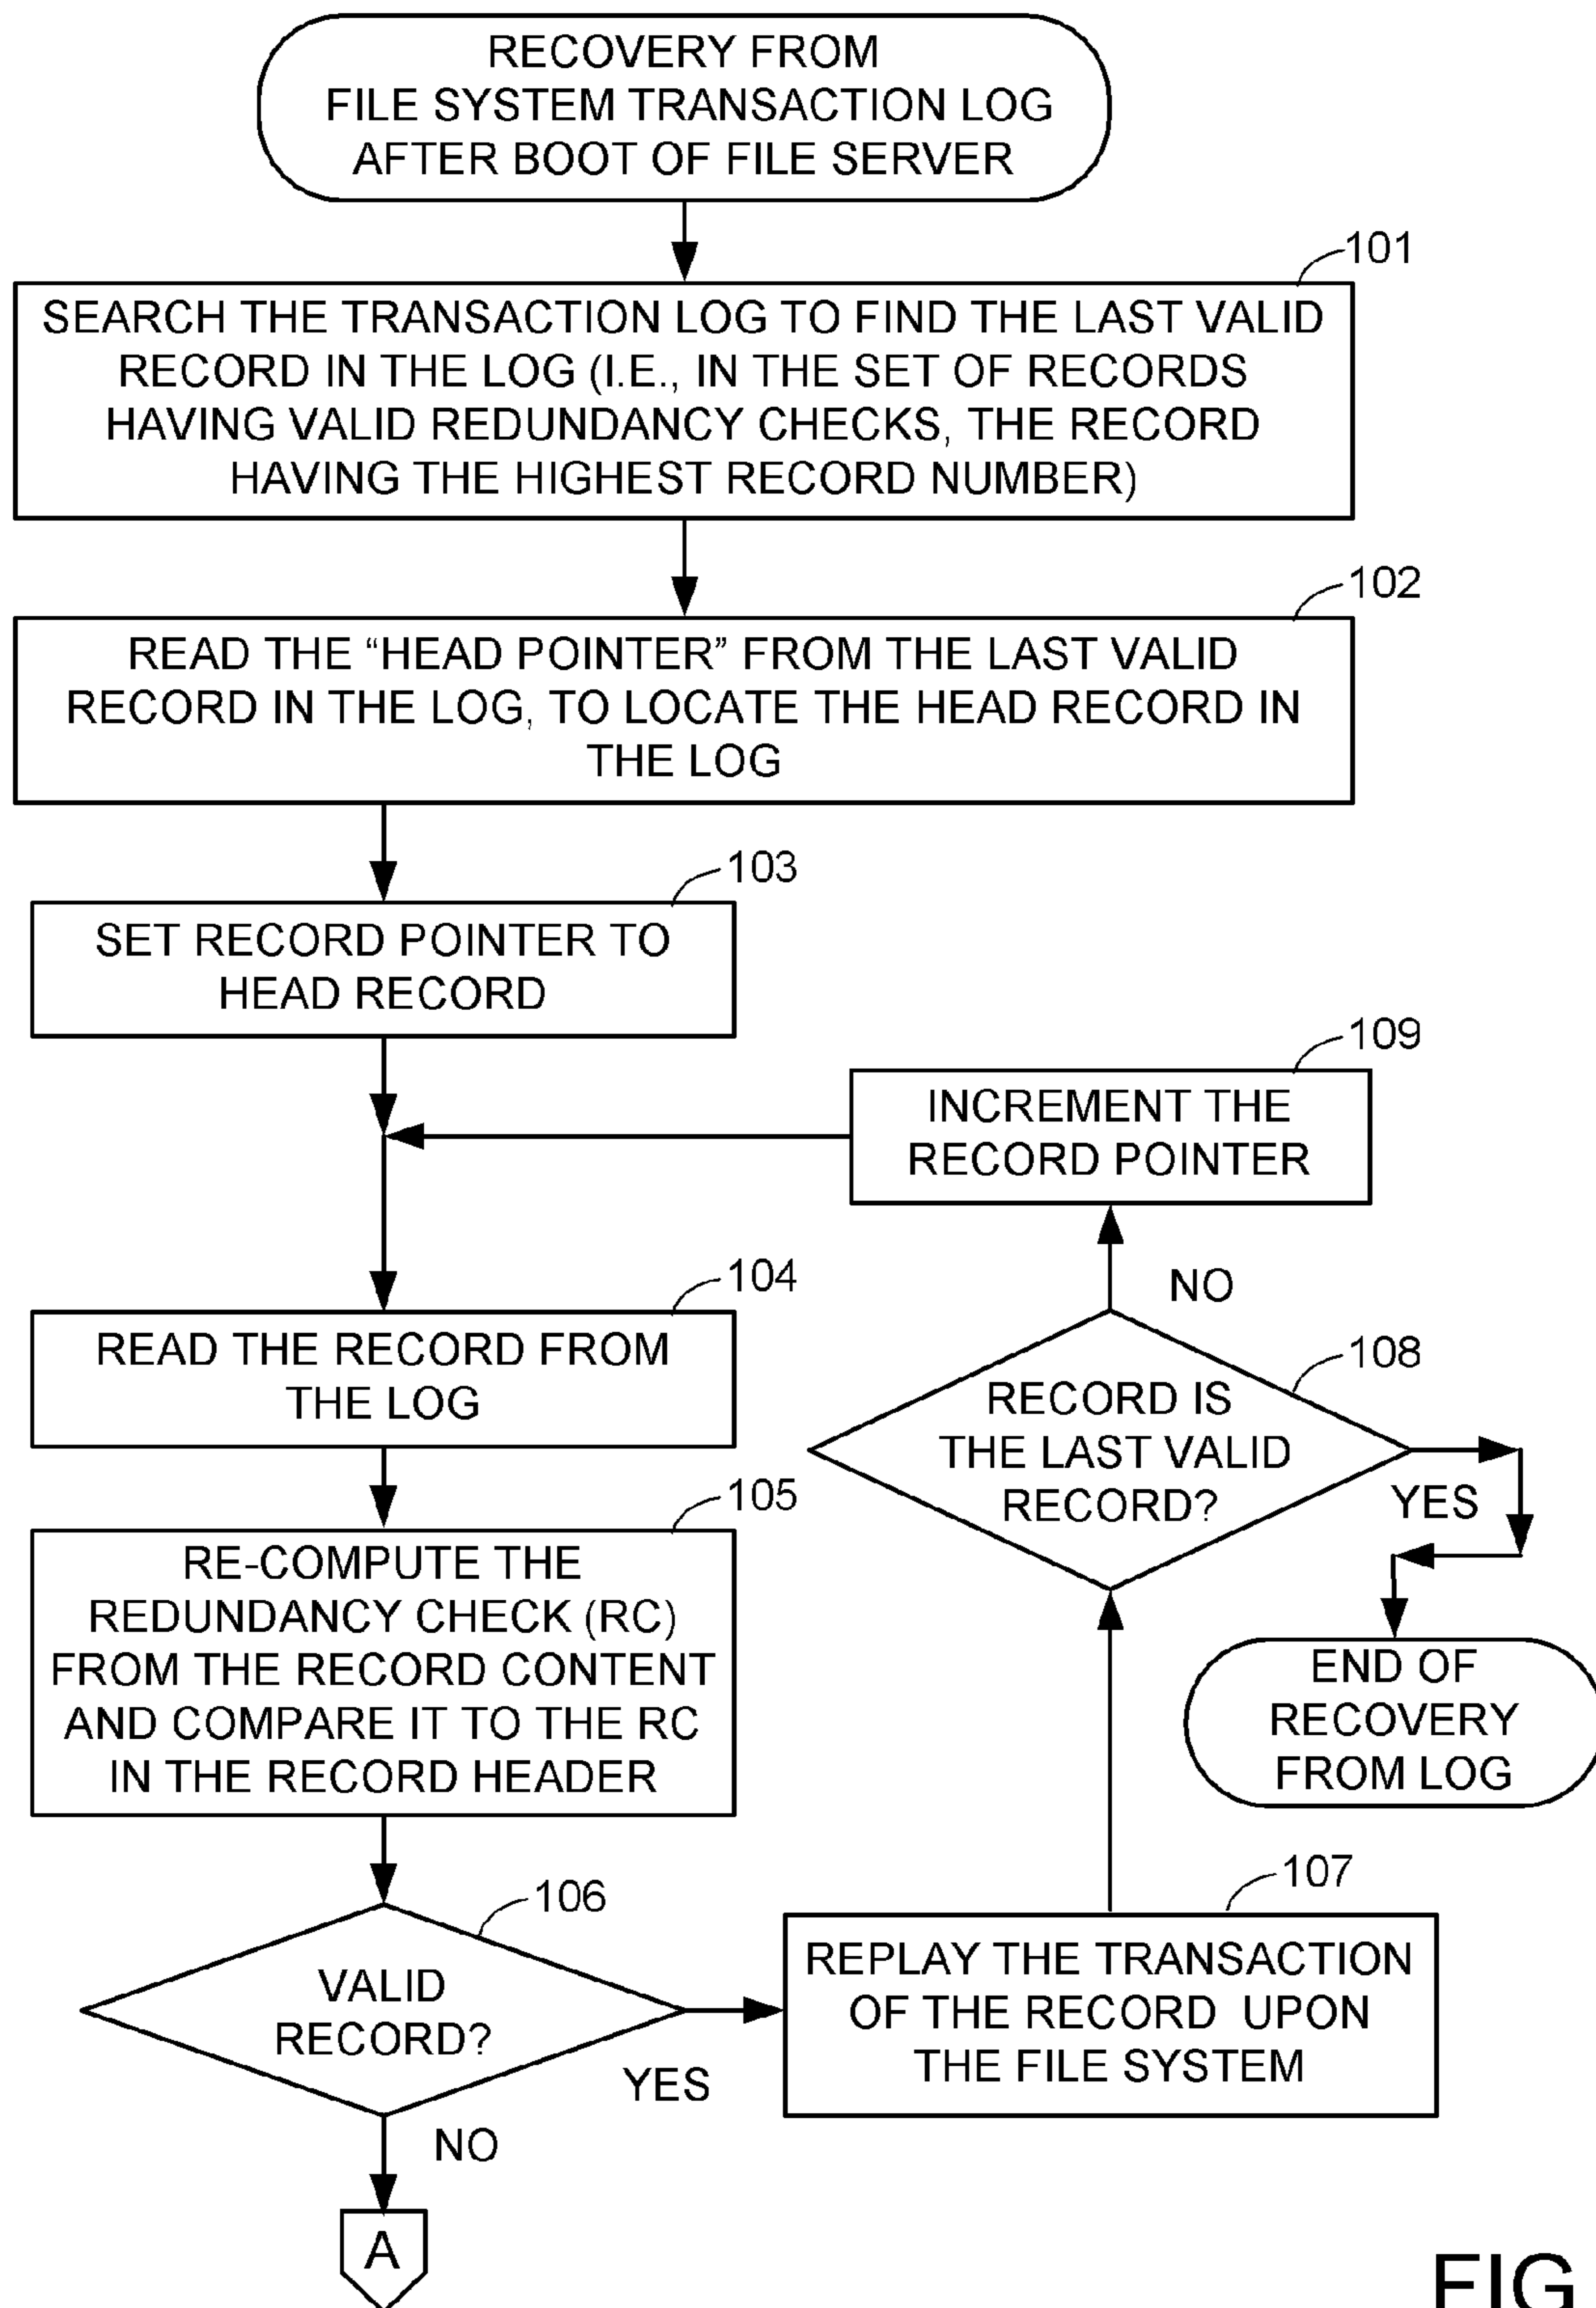 RECOVERY FROM
FILE SYSTEM TRANSACTION LOG
AFTER BOOT OF FILE SERVER
101
SEARCH THE TRANSACTION LOG TO FIND THE LAST VALID
RECORD IN THE LOG (I.E., IN THE SET OF RECORDS
HAVING VALID REDUNDANCY CHECKS, THE RECORD
HAVING THE HIGHEST RECORD NUMBER)
102
READ THE “HEAD POINTER” FROM THE LAST VALID
RECORD IN THE LOG, TO LOCATE THE HEAD RECORD IN
THE LOG
103
SET RECORD POINTER TO
HEAD RECORD
109
INCREMENT THE
RECORD POINTER
104
READ THE RECORD FROM
THE LOG
NO
108
RECORD IS
THE LAST VALID
RECORD?
YES
105
RE-COMPUTE THE
REDUNDANCY CHECK (RC)
FROM THE RECORD CONTENT
AND COMPARE IT TO THE RC
IN THE RECORD HEADER
END OF
RECOVERY
FROM LOG
106
VALID
RECORD?
YES
NO
107
REPLAY THE TRANSACTION
OF THE RECORD UPON
THE FILE SYSTEM
A
FIG